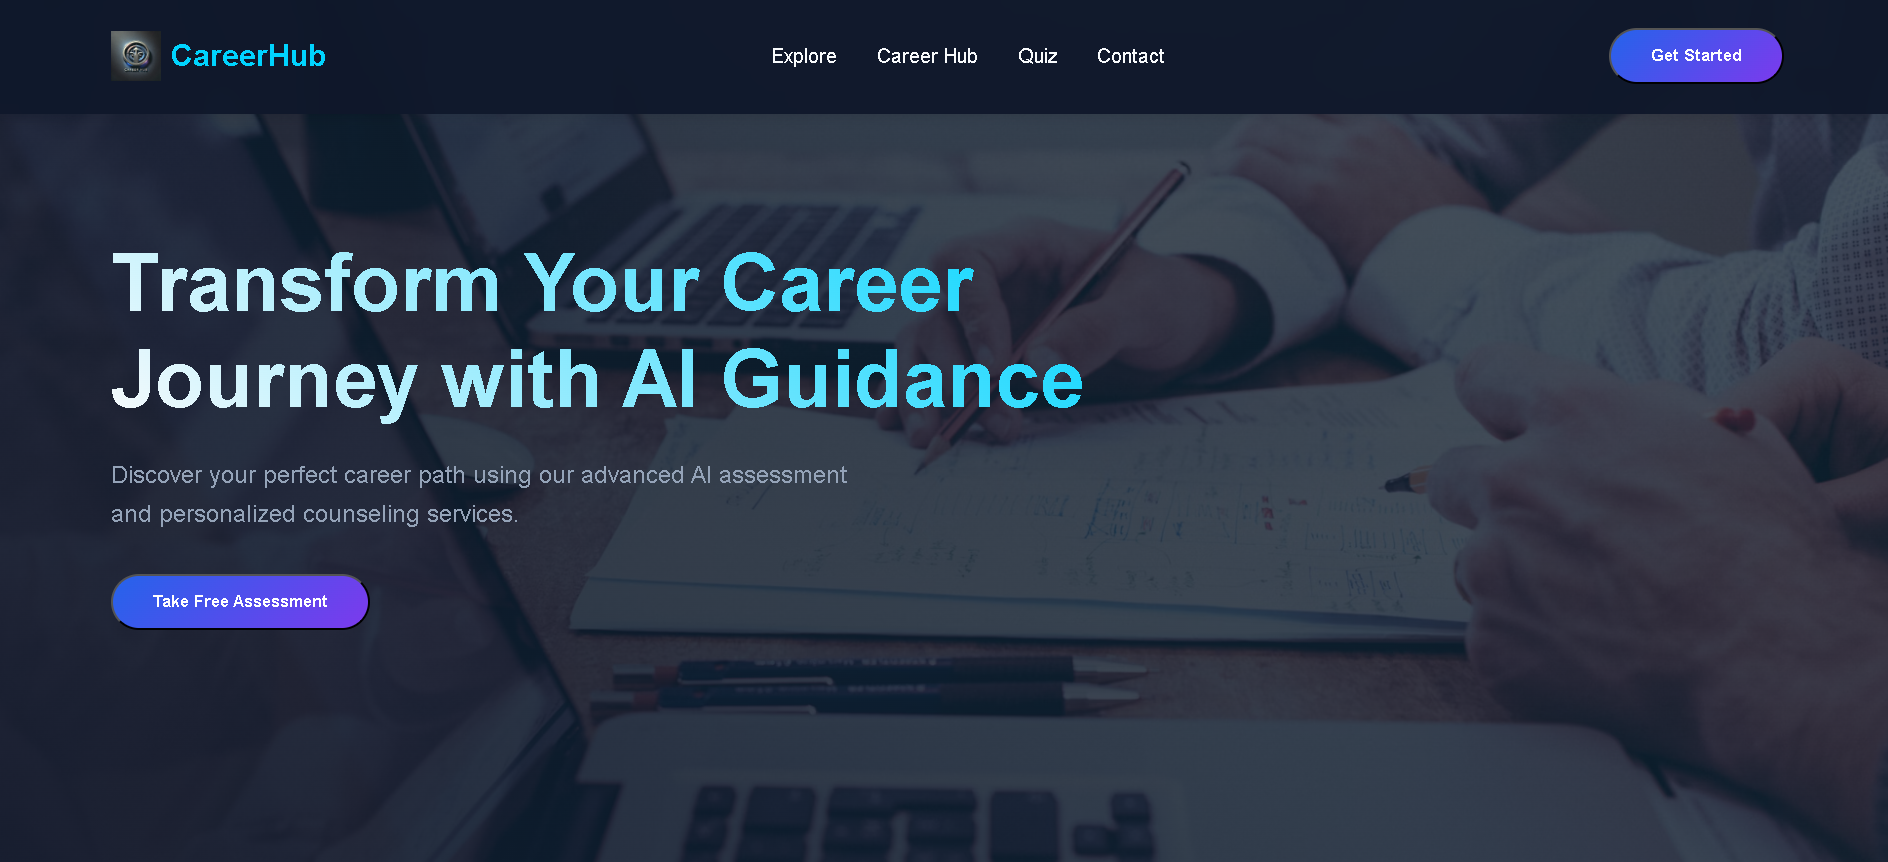 CareerHub
Explore
Career Hub
Quiz
Contact
Get Started
Transform Your Career
Journey with AI Guidance
Discover your perfect career path using our advanced AI assessment
and personalized counseling services.
Take Free Assessment